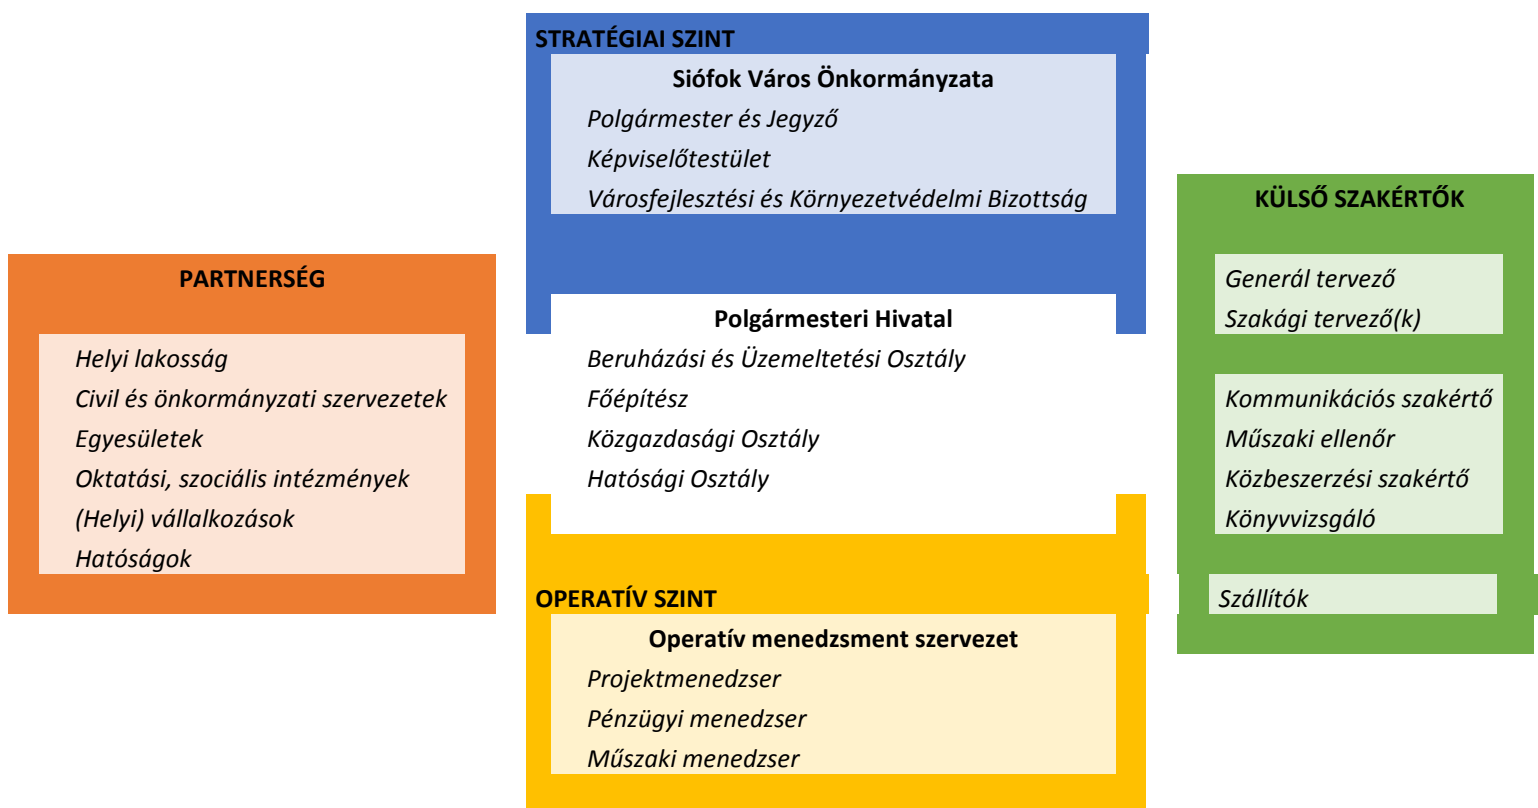 STRATÉGIAI SZINT
Siófok Város Önkormányzata
Polgármester és Jegyző
Képviselőtestület
Városfejlesztési és Környezetvédelmi Bizottság
Polgármesteri Hivatal
Beruházási és Üzemeltetési Osztály
Főépítész
Közgazdasági Osztály
Hatósági Osztály
OPERATÍV SZINT
Operatív menedzsment szervezet
Projektmenedzser
Pénzügyi menedzser
Műszaki menedzser
PARTNERSÉG
Helyi lakosság
Civil és önkormányzati szervezetek
Egyesületek
Oktatási, szociális intézmények
(Helyi) vállalkozások
Hatóságok
KÜLSŐ SZAKÉRTŐK
Generál tervező
Szakági tervező(k)
Kommunikációs szakértő
Műszaki ellenőr
Közbeszerzési szakértő
Könyvvizsgáló
Szállítók